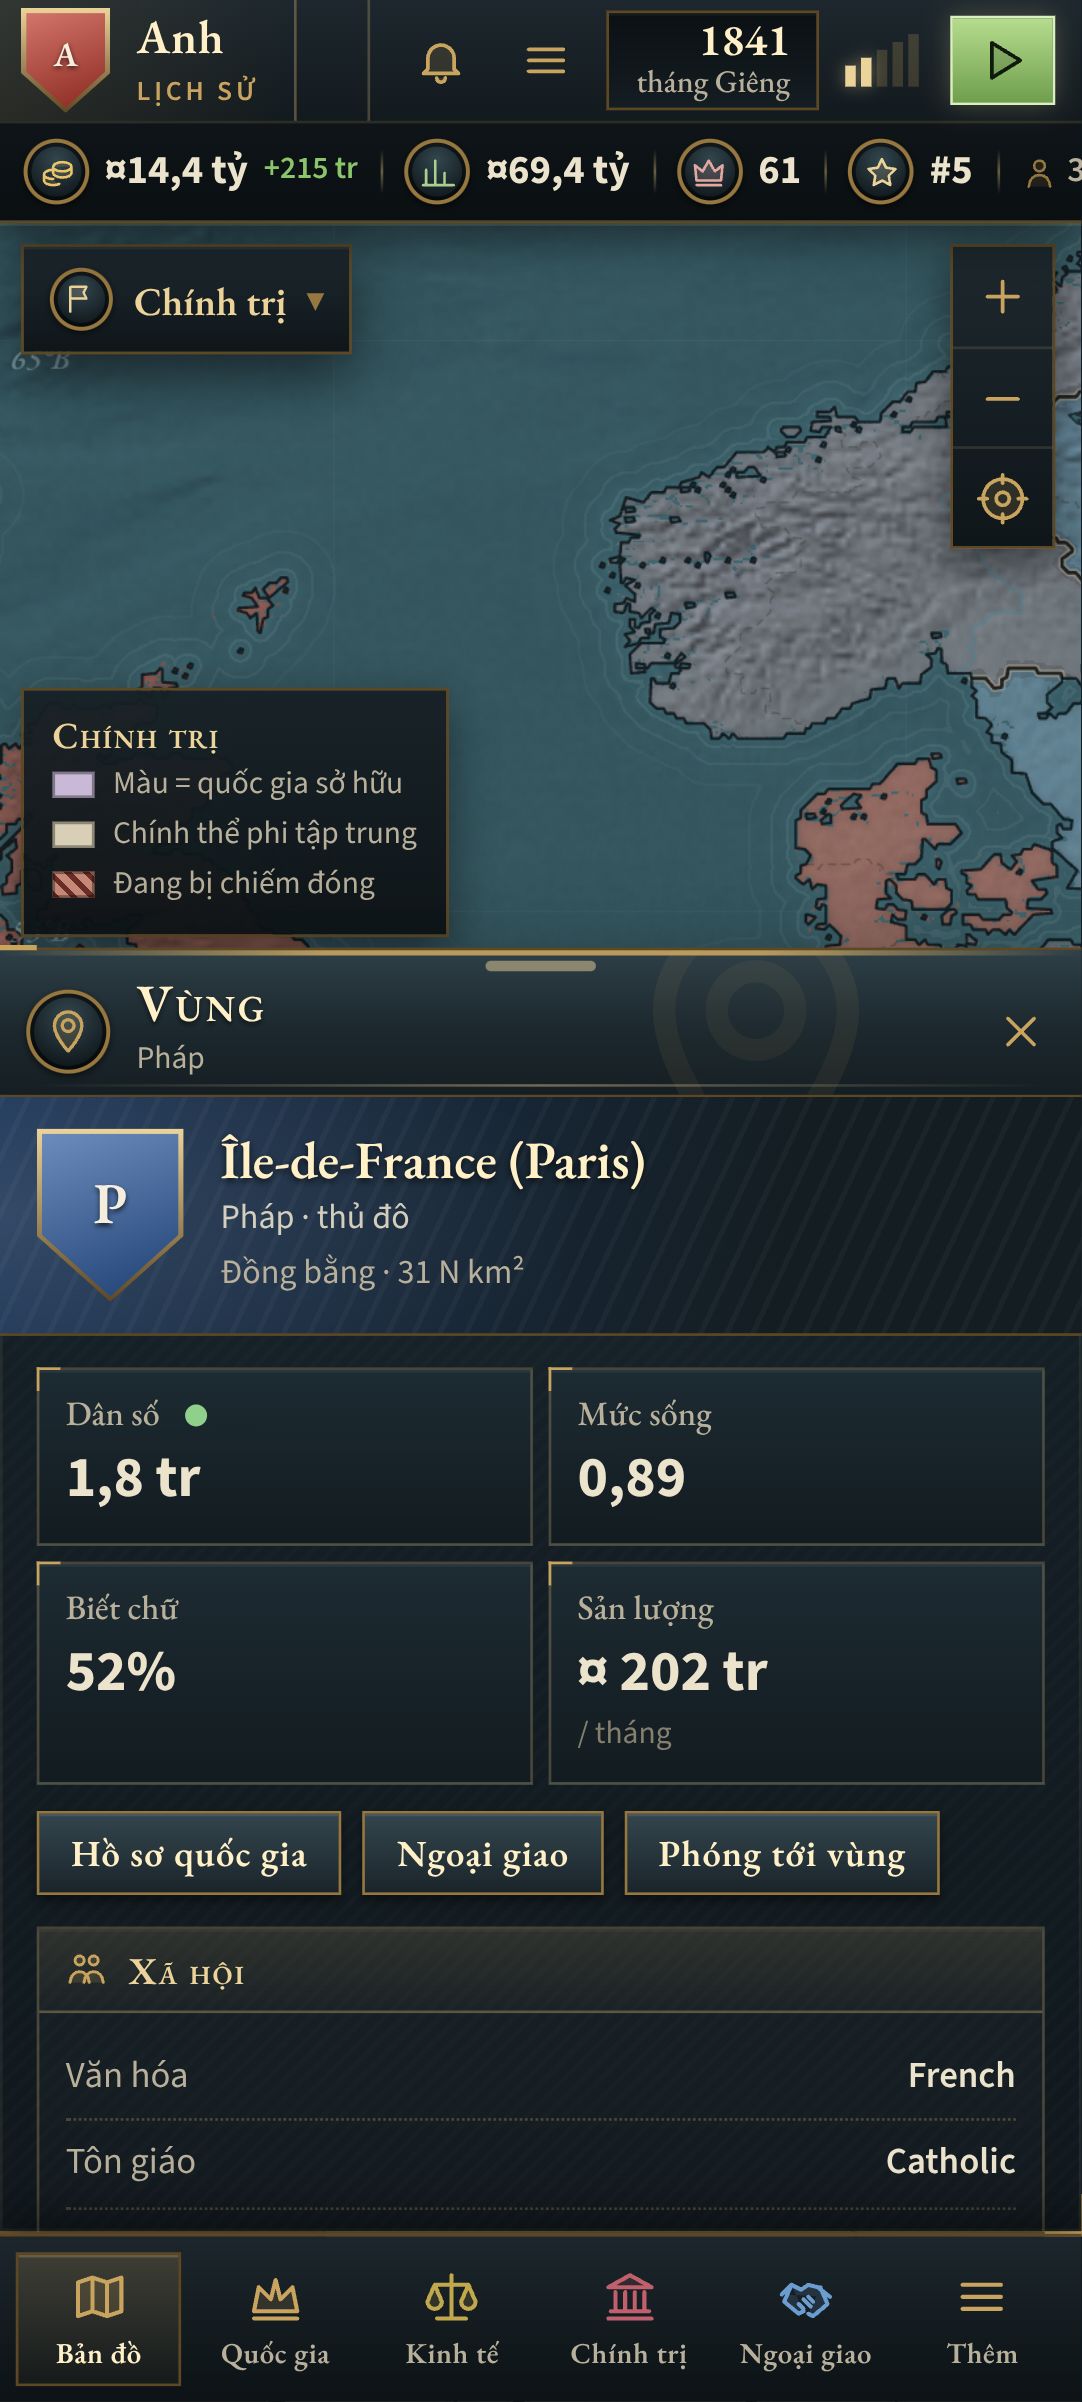 A
Anh
LỊCH SỬ
1841
tháng Giêng
¤14,4 tỷ +215 tr
¤69,4 tỷ
61
#5
Chính trị
65°B
Chính trị
Màu = quốc gia sở hữu
Chính thể phi tập trung
Đang bị chiếm đóng
Vùng
Pháp
P
Île-de-France (Paris)
Pháp · thủ đô
Đồng bằng · 31 N km²
Dân số
1,8 tr
Mức sống
0,89
Biết chữ
52%
Sản lượng
¤ 202 tr
/ tháng
Hồ sơ quốc gia
Ngoại giao
Phóng tới vùng
Xã hội
Văn hóa French
Tôn giáo Catholic
Bản đồ
Quốc gia
Kinh tế
Chính trị
Ngoại giao
Thêm